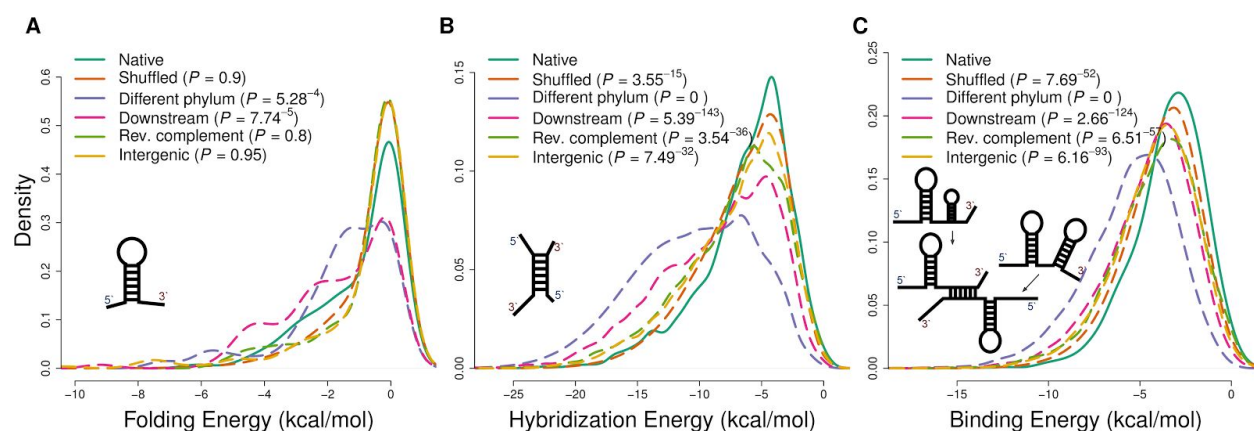 A
Native
Shuffled (P = 0.9)
Different phylum (P = 5.28⁻⁴)
Downstream (P = 7.74⁻⁵)
Rev. complement (P = 0.8)
Intergenic (P = 0.95)
Density
0.6
0.5
0.4
0.3
0.2
0.1
0.0
5`
3`
−10 −8 −6 −4 −2 0
Folding Energy (kcal/mol)
B
Native
Shuffled (P = 3.55⁻¹⁵)
Different phylum (P = 0 )
Downstream (P = 5.39⁻¹⁴³)
Rev. complement (P = 3.54⁻³⁶)
Intergenic (P = 7.49⁻³²)
0.15
0.10
0.05
0.00
5`
3`
3`
5`
−25 −20 −15 −10 −5 0
Hybridization Energy (kcal/mol)
C
Native
Shuffled (P = 7.69⁻⁵²)
Different phylum (P = 0 )
Downstream (P = 2.66⁻¹²⁴)
Rev. complement (P = 6.51⁻⁵⁷)
Intergenic (P = 6.16⁻⁹³)
0.25
0.20
0.15
0.10
0.05
0.00
5`
3`
5`
3`
5`
3`
3`
5`
−15 −10 −5 0
Binding Energy (kcal/mol)